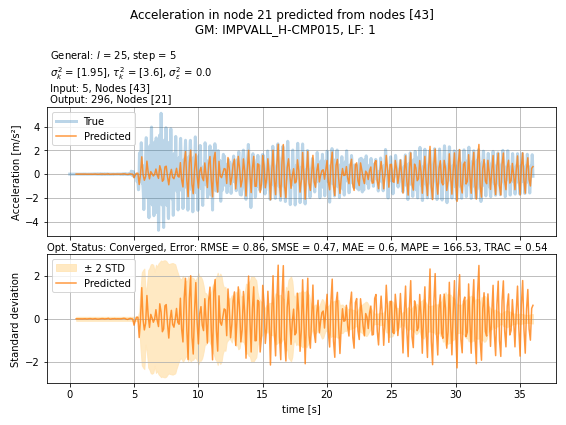 Acceleration in node 21 predicted from nodes [43]
GM: IMPVALL_H-CMP015, LF: 1
General: l = 25, step = 5
σ²ₖ = [1.95], τ²ₖ = [3.6], σ²ε = 0.0
Input: 5, Nodes [43]
Output: 296, Nodes [21]
True
Predicted
4
2
0
−2
−4
Acceleration [m/s²]
Opt. Status: Converged, Error: RMSE = 0.86, SMSE = 0.47, MAE = 0.6, MAPE = 166.53, TRAC = 0.54
± 2 STD
Predicted
2
0
−2
Standard deviation
0 5 10 15 20 25 30 35
time [s]